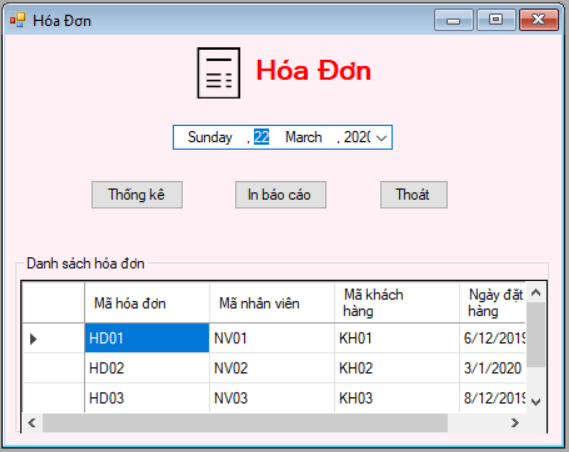 Hóa Đơn
Hóa Đơn
Sunday , 22 March , 2020
Thống kê In báo cáo Thoát
Danh sách hóa đơn
Mã hóa đơn Mã nhân viên Mã khách hàng Ngày đặt hàng
HD01 NV01 KH01 6/12/2019
HD02 NV02 KH02 3/1/2020
HD03 NV03 KH03 8/12/2019